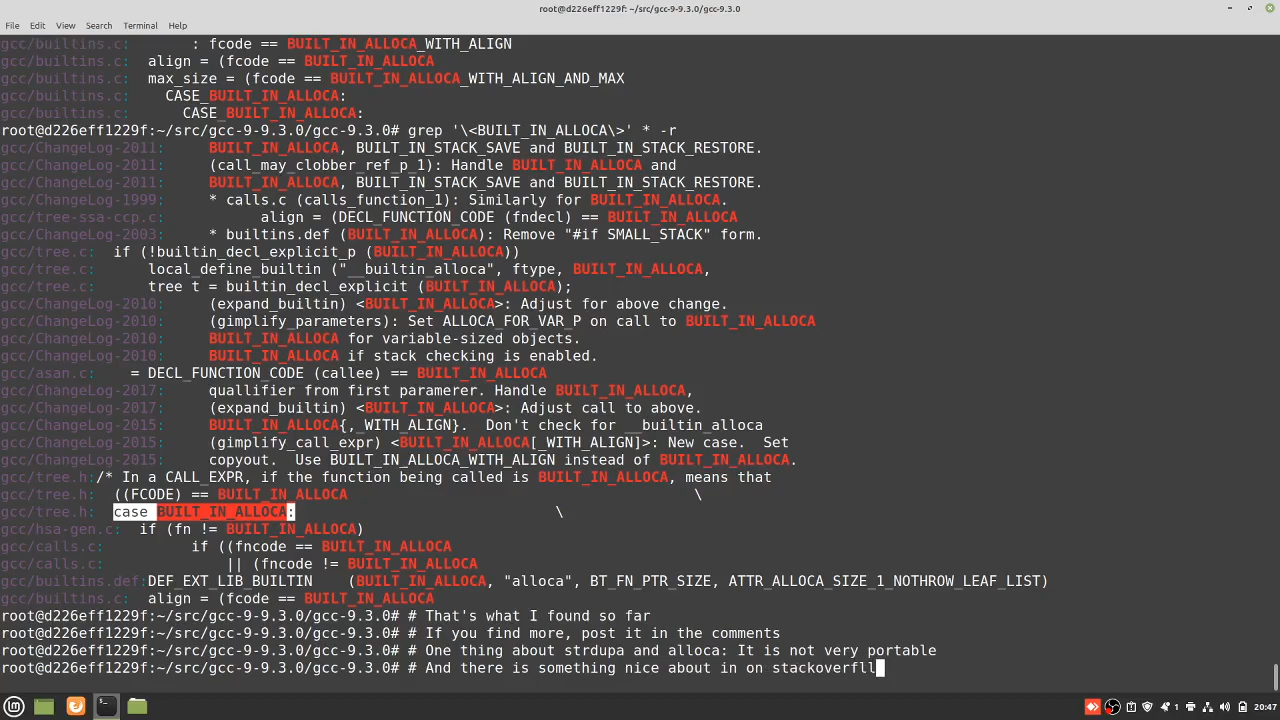 root@d226eff1229f: ~/src/gcc-9-9.3.0/gcc-9.3.0
File Edit View Search Terminal Help
gcc/builtins.c:       : fcode == BUILT_IN_ALLOCA_WITH_ALIGN
gcc/builtins.c:  align = (fcode == BUILT_IN_ALLOCA
gcc/builtins.c:  max_size = (fcode == BUILT_IN_ALLOCA_WITH_ALIGN_AND_MAX
gcc/builtins.c:    CASE_BUILT_IN_ALLOCA:
gcc/builtins.c:      CASE_BUILT_IN_ALLOCA:
root@d226eff1229f:~/src/gcc-9-9.3.0/gcc-9.3.0# grep '\<BUILT_IN_ALLOCA\>' * -r
gcc/ChangeLog-2011:     BUILT_IN_ALLOCA, BUILT_IN_STACK_SAVE and BUILT_IN_STACK_RESTORE.
gcc/ChangeLog-2011:     (call_may_clobber_ref_p_1): Handle BUILT_IN_ALLOCA and
gcc/ChangeLog-2011:     BUILT_IN_ALLOCA, BUILT_IN_STACK_SAVE and BUILT_IN_STACK_RESTORE.
gcc/ChangeLog-1999:     * calls.c (calls_function_1): Similarly for BUILT_IN_ALLOCA.
gcc/tree-ssa-ccp.c:           align = (DECL_FUNCTION_CODE (fndecl) == BUILT_IN_ALLOCA
gcc/ChangeLog-2003:     * builtins.def (BUILT_IN_ALLOCA): Remove "#if SMALL_STACK" form.
gcc/tree.c:  if (!builtin_decl_explicit_p (BUILT_IN_ALLOCA))
gcc/tree.c:      local_define_builtin ("__builtin_alloca", ftype, BUILT_IN_ALLOCA,
gcc/tree.c:      tree t = builtin_decl_explicit (BUILT_IN_ALLOCA);
gcc/ChangeLog-2010:     (expand_builtin) <BUILT_IN_ALLOCA>: Adjust for above change.
gcc/ChangeLog-2010:     (gimplify_parameters): Set ALLOCA_FOR_VAR_P on call to BUILT_IN_ALLOCA
gcc/ChangeLog-2010:     BUILT_IN_ALLOCA for variable-sized objects.
gcc/ChangeLog-2010:     BUILT_IN_ALLOCA if stack checking is enabled.
gcc/asan.c:    = DECL_FUNCTION_CODE (callee) == BUILT_IN_ALLOCA
gcc/ChangeLog-2017:     quallifier from first paramerer. Handle BUILT_IN_ALLOCA,
gcc/ChangeLog-2017:     (expand_builtin) <BUILT_IN_ALLOCA>: Adjust call to above.
gcc/ChangeLog-2015:     BUILT_IN_ALLOCA{,_WITH_ALIGN}.  Don't check for __builtin_alloca
gcc/ChangeLog-2015:     (gimplify_call_expr) <BUILT_IN_ALLOCA[_WITH_ALIGN]>: New case.  Set
gcc/ChangeLog-2015:     copyout.  Use BUILT_IN_ALLOCA_WITH_ALIGN instead of BUILT_IN_ALLOCA.
gcc/tree.h:/* In a CALL_EXPR, if the function being called is BUILT_IN_ALLOCA, means that
gcc/tree.h:  ((FCODE) == BUILT_IN_ALLOCA                                        \
gcc/tree.h:  case BUILT_IN_ALLOCA:                              \
gcc/hsa-gen.c:  if (fn != BUILT_IN_ALLOCA)
gcc/calls.c:          if ((fncode == BUILT_IN_ALLOCA
gcc/calls.c:              || (fncode != BUILT_IN_ALLOCA
gcc/builtins.def:DEF_EXT_LIB_BUILTIN    (BUILT_IN_ALLOCA, "alloca", BT_FN_PTR_SIZE, ATTR_ALLOCA_SIZE_1_NOTHROW_LEAF_LIST)
gcc/builtins.c:  align = (fcode == BUILT_IN_ALLOCA
root@d226eff1229f:~/src/gcc-9-9.3.0/gcc-9.3.0# # That's what I found so far
root@d226eff1229f:~/src/gcc-9-9.3.0/gcc-9.3.0# # If you find more, post it in the comments
root@d226eff1229f:~/src/gcc-9-9.3.0/gcc-9.3.0# # One thing about strdupa and alloca: It is not very portable
root@d226eff1229f:~/src/gcc-9-9.3.0/gcc-9.3.0# # And there is something nice about in on stackoverfll
1 20:47